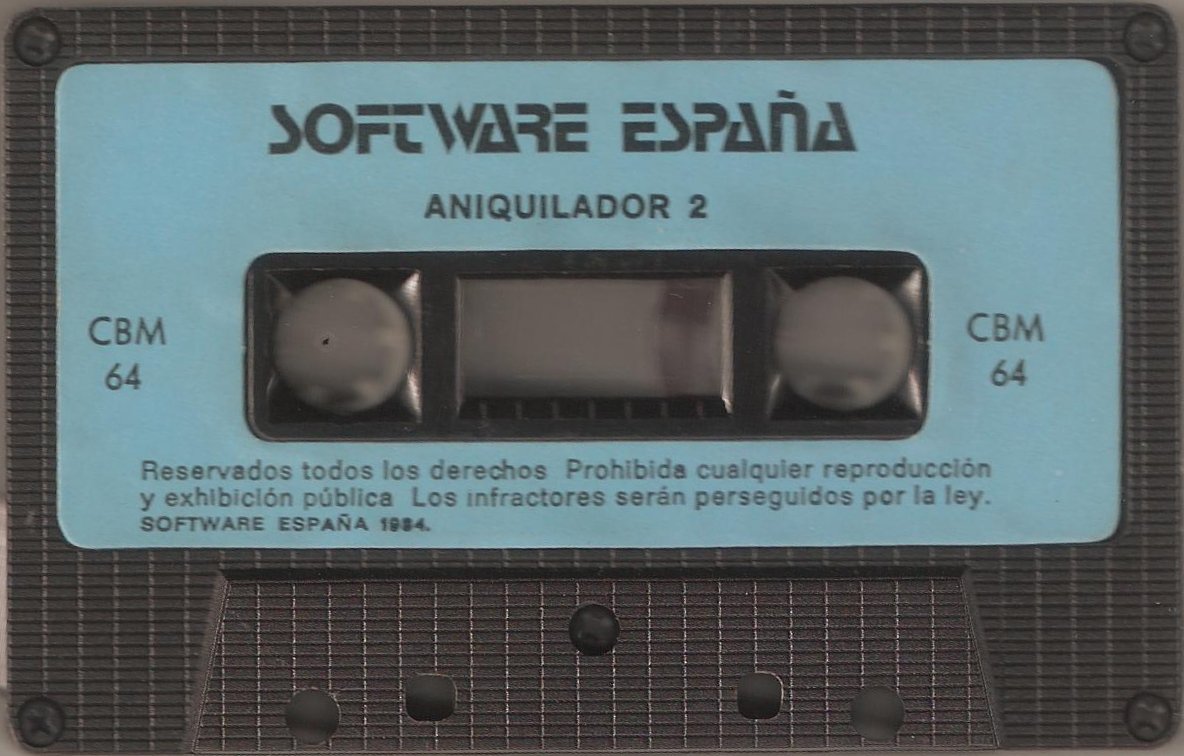 SOFTWARE ESPAÑA
ANIQUILADOR 2
CBM
64
CBM
64
Reservados todos los derechos Prohibida cualquier reproducción
y exhibición pública Los infractores serán perseguidos por la ley.
SOFTWARE ESPAÑA 1984.